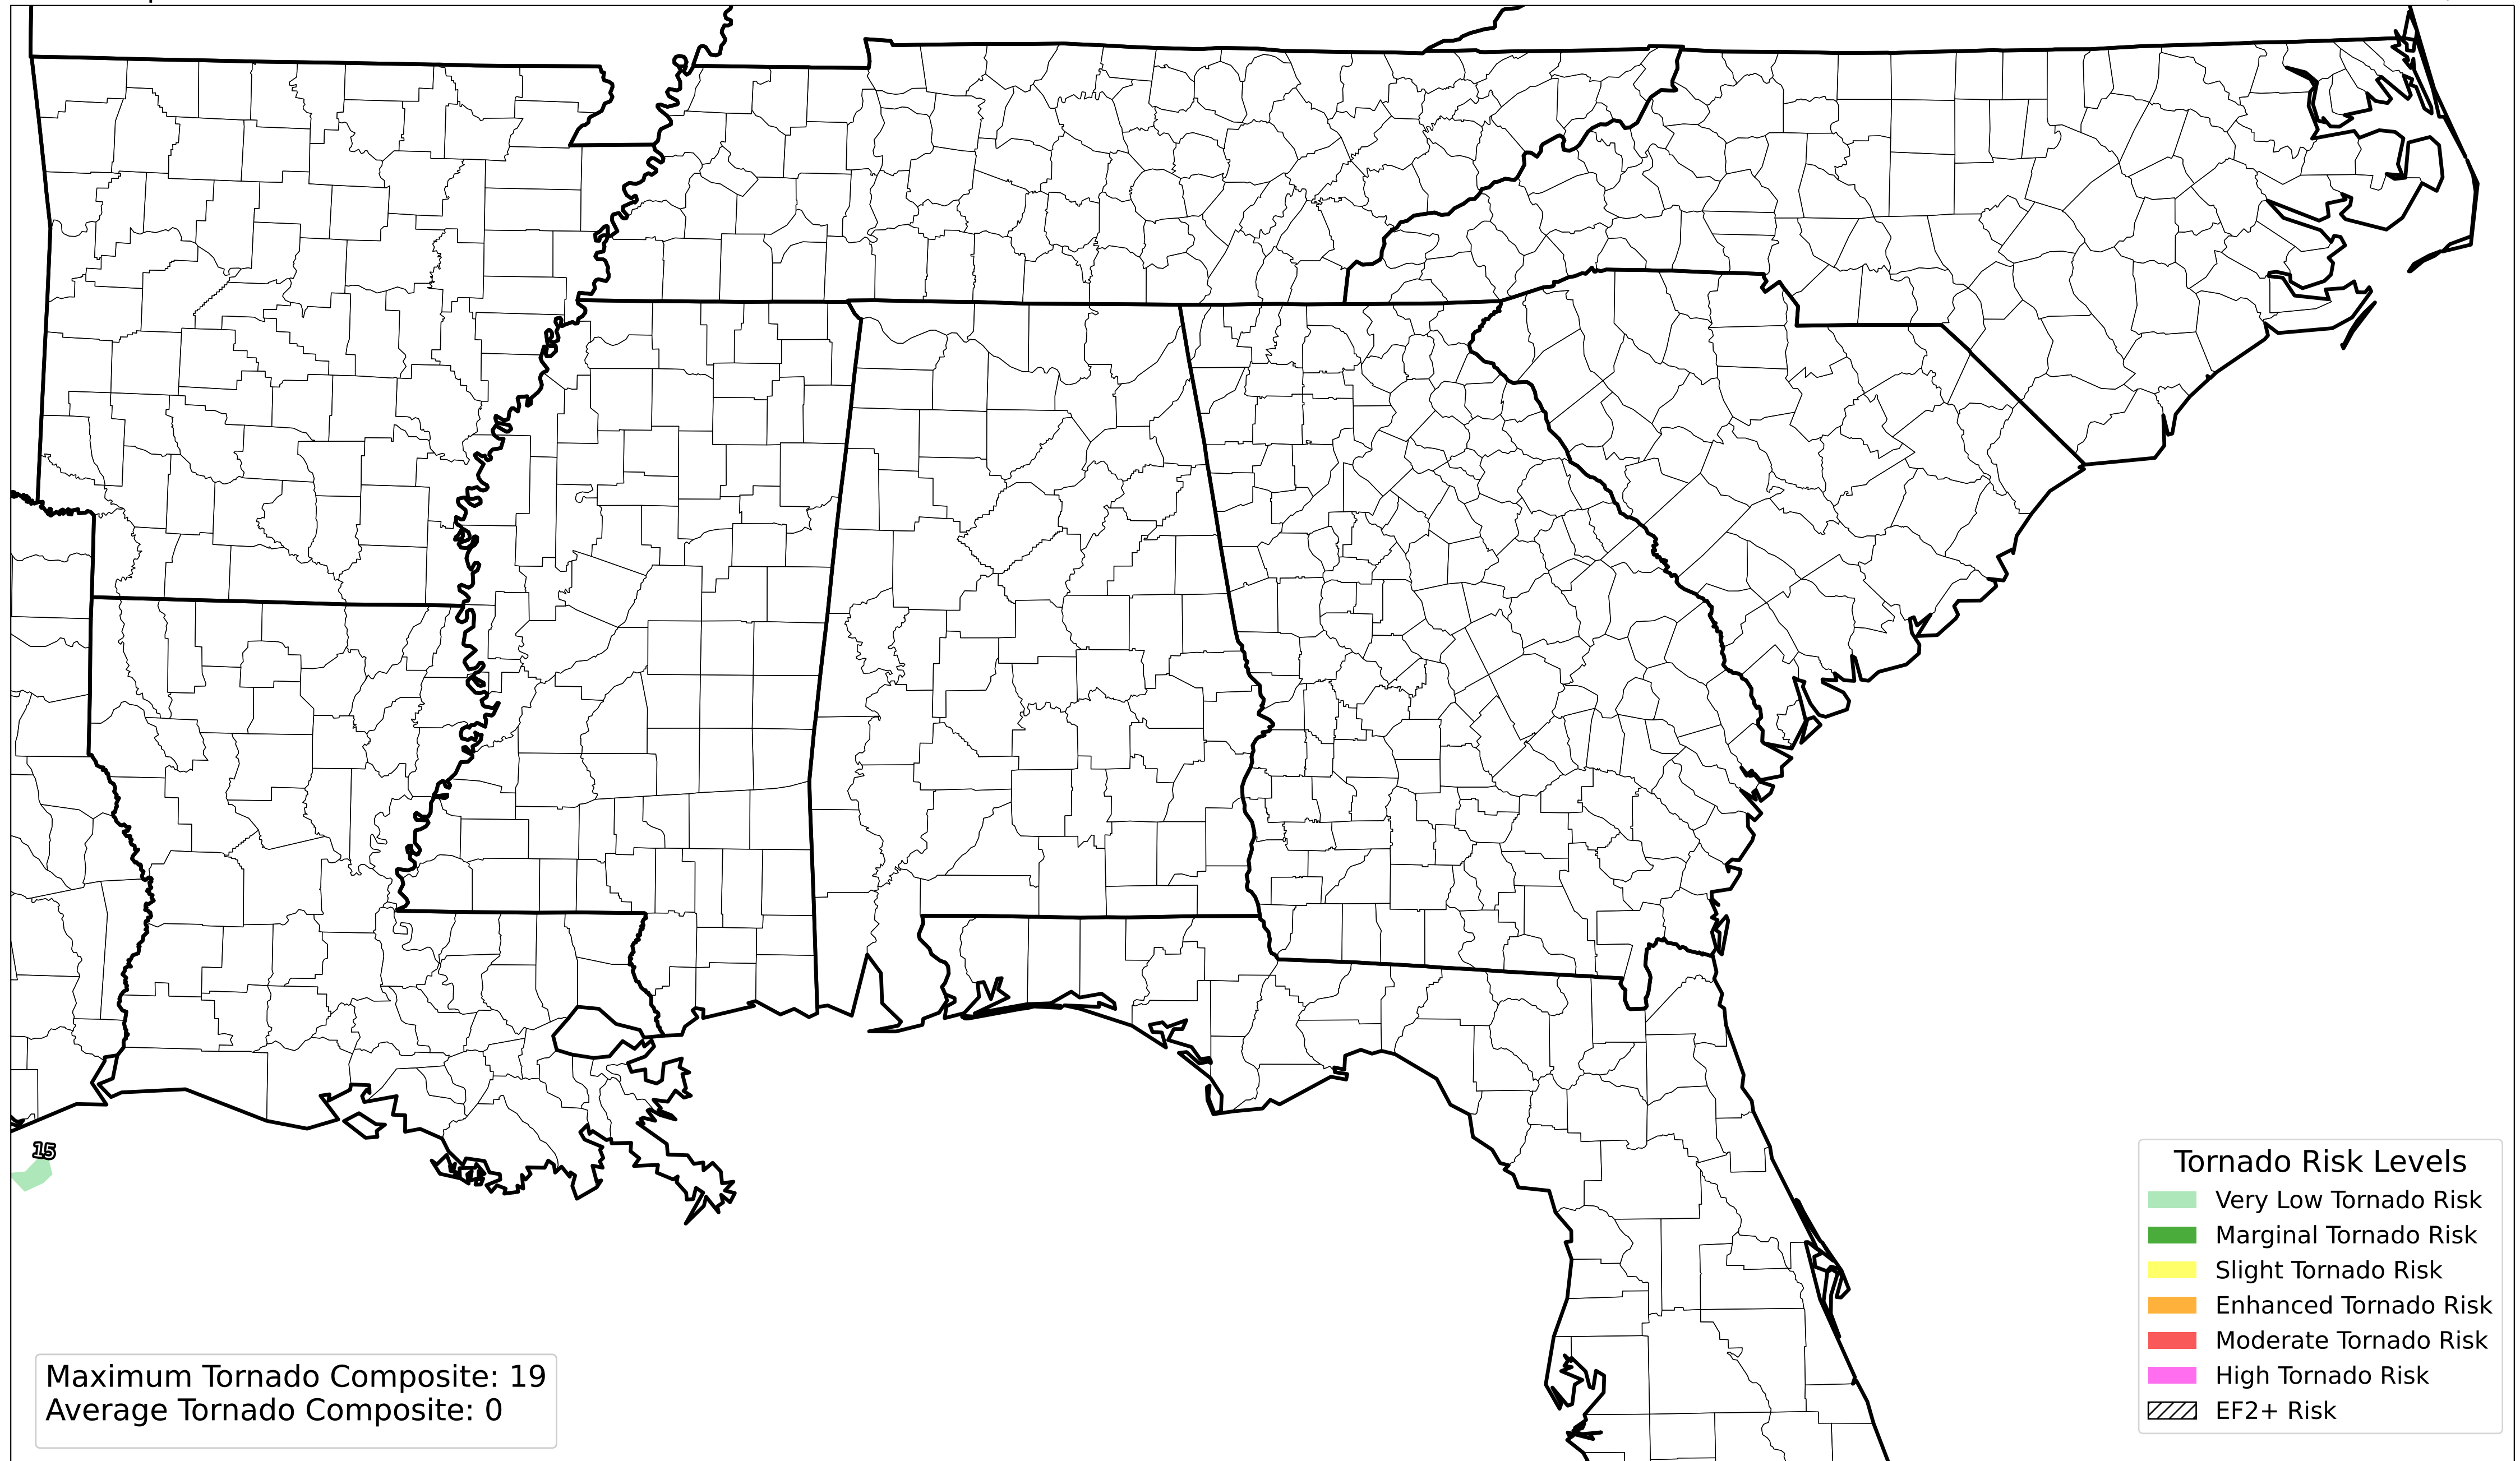 15
Tornado Risk Levels
Very Low Tornado Risk
Marginal Tornado Risk
Slight Tornado Risk
Enhanced Tornado Risk
Moderate Tornado Risk
High Tornado Risk
EF2+ Risk
Maximum Tornado Composite: 19
Average Tornado Composite: 0